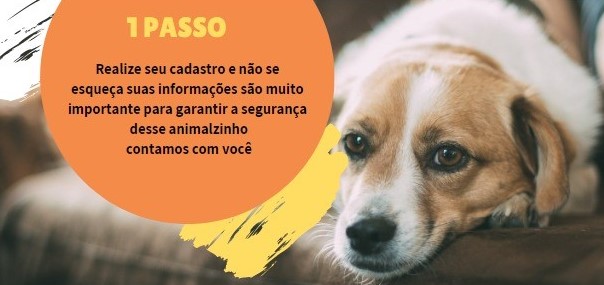 1 PASSO
Realize seu cadastro e não se
esqueça suas informações são muito
importante para garantir a segurança
desse animalzinho
contamos com você